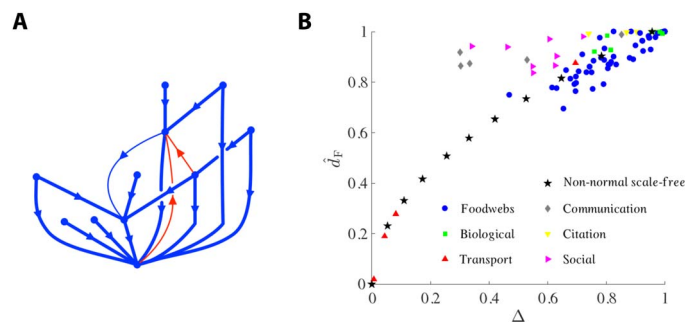 A
B
1
0.8
0.6
0.4
0.2
0
d̂F
Non-normal scale-free
Foodwebs
Communication
Biological
Citation
Transport
Social
0
0.2
0.4
0.6
0.8
1
Δ